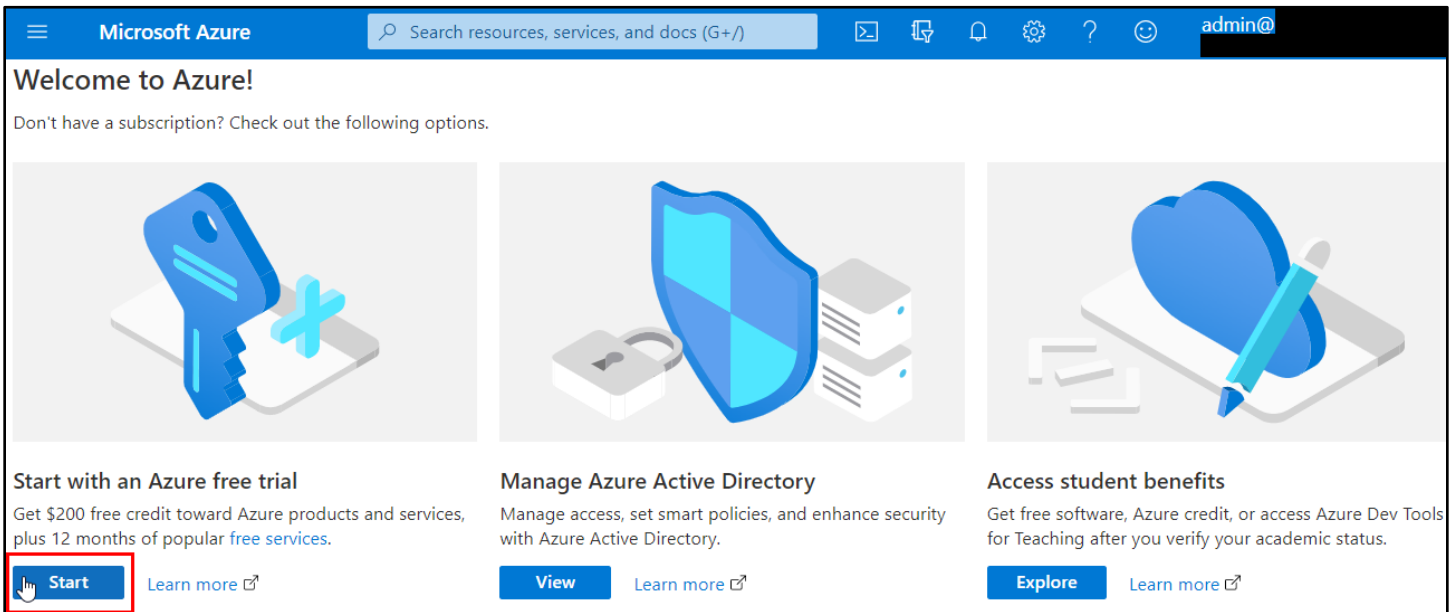 Microsoft Azure
Search resources, services, and docs (G+/)
admin@
Welcome to Azure!
Don't have a subscription? Check out the following options.
Start with an Azure free trial
Get $200 free credit toward Azure products and services,
plus 12 months of popular free services.
Start
Learn more
Manage Azure Active Directory
Manage access, set smart policies, and enhance security
with Azure Active Directory.
View
Learn more
Access student benefits
Get free software, Azure credit, or access Azure Dev Tools
for Teaching after you verify your academic status.
Explore
Learn more